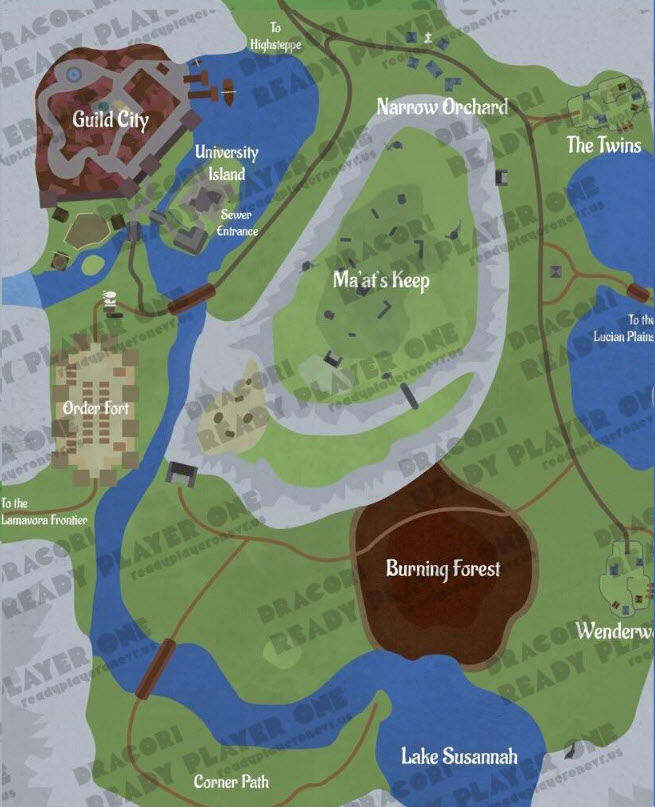 To
Highsteppe
Guild City
Narrow Orchard
The Twins
University
Island
Sewer
Entrance
Ma'at's Keep
To the
Lucian Plains
Order Fort
To the
Lamavora Frontier
Burning Forest
Wenderw
Lake Susannah
Corner Path
DRACORI
READY PLAYER ONE
readyplayeronevr.us